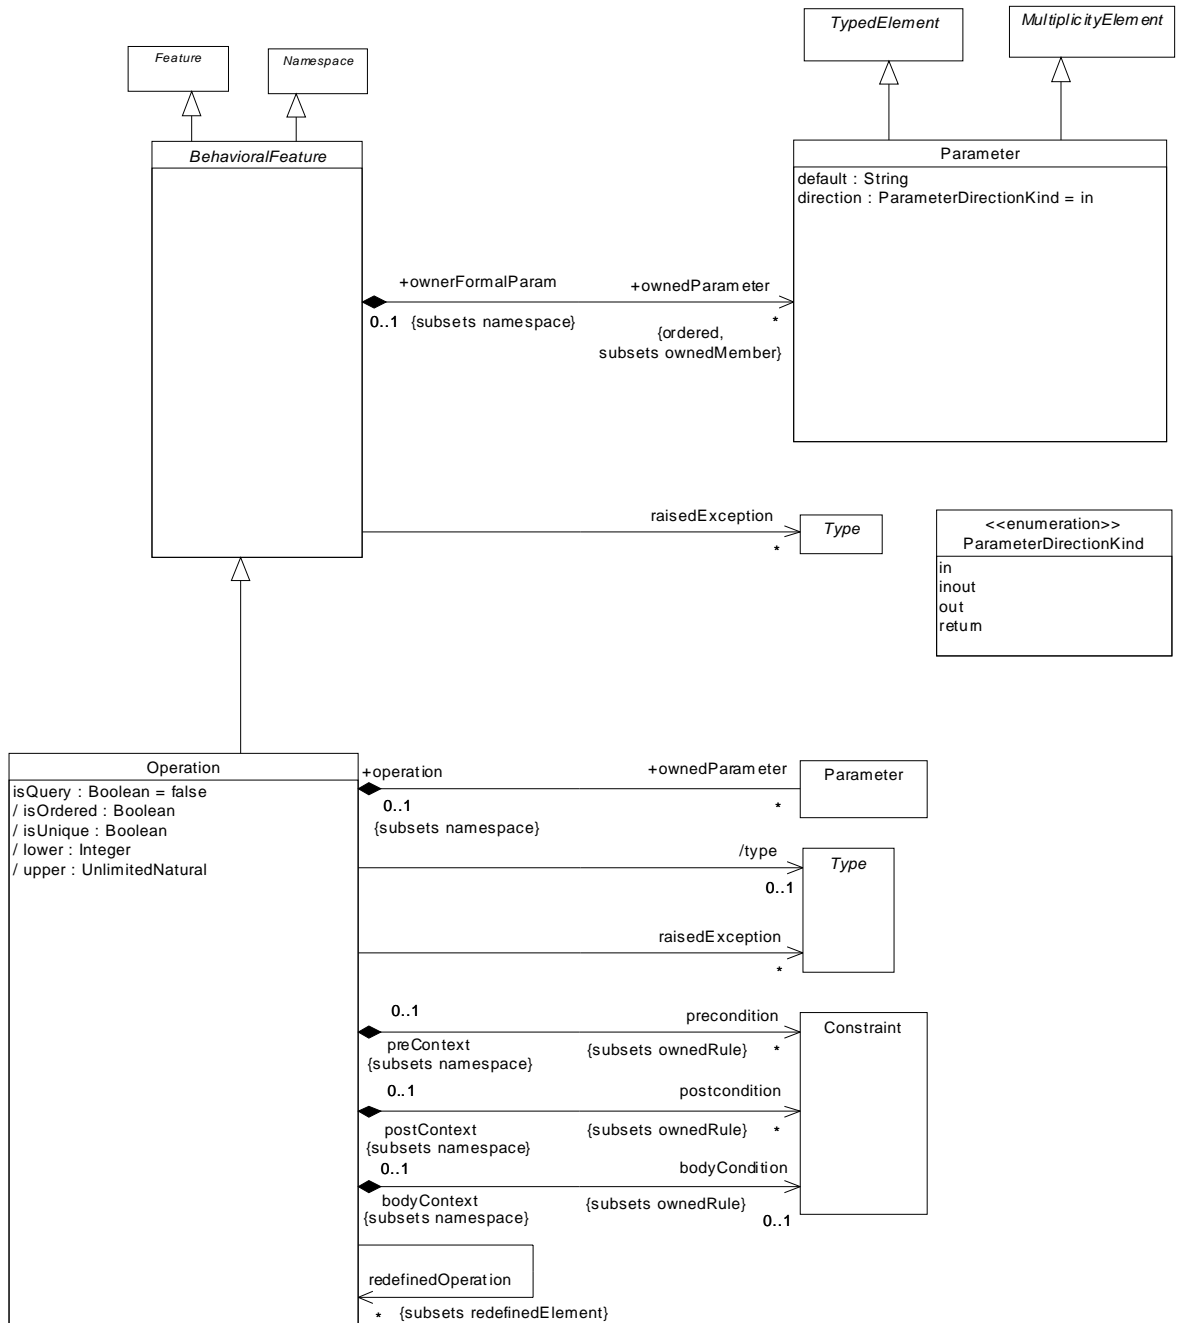 TypedElement
MultiplicityElement
Feature
Namespace
BehavioralFeature
Parameter
default : String
direction : ParameterDirectionKind = in
+ownerFormalParam
+ownedParameter
0..1 {subsets namespace}
*
{ordered,
subsets ownedMember}
raisedException
*
Type
<<enumeration>>
ParameterDirectionKind
in
inout
out
return
Operation
isQuery : Boolean = false
/ isOrdered : Boolean
/ isUnique : Boolean
/ lower : Integer
/ upper : UnlimitedNatural
+operation
+ownedParameter
0..1
*
{subsets namespace}
Parameter
/type
0..1
Type
raisedException
*
0..1
precondition
Constraint
preContext
{subsets ownedRule} *
{subsets namespace}
0..1
postcondition
postContext
{subsets ownedRule} *
{subsets namespace}
0..1
bodyCondition
bodyContext
{subsets ownedRule}
{subsets namespace}
0..1
redefinedOperation
* {subsets redefinedElement}